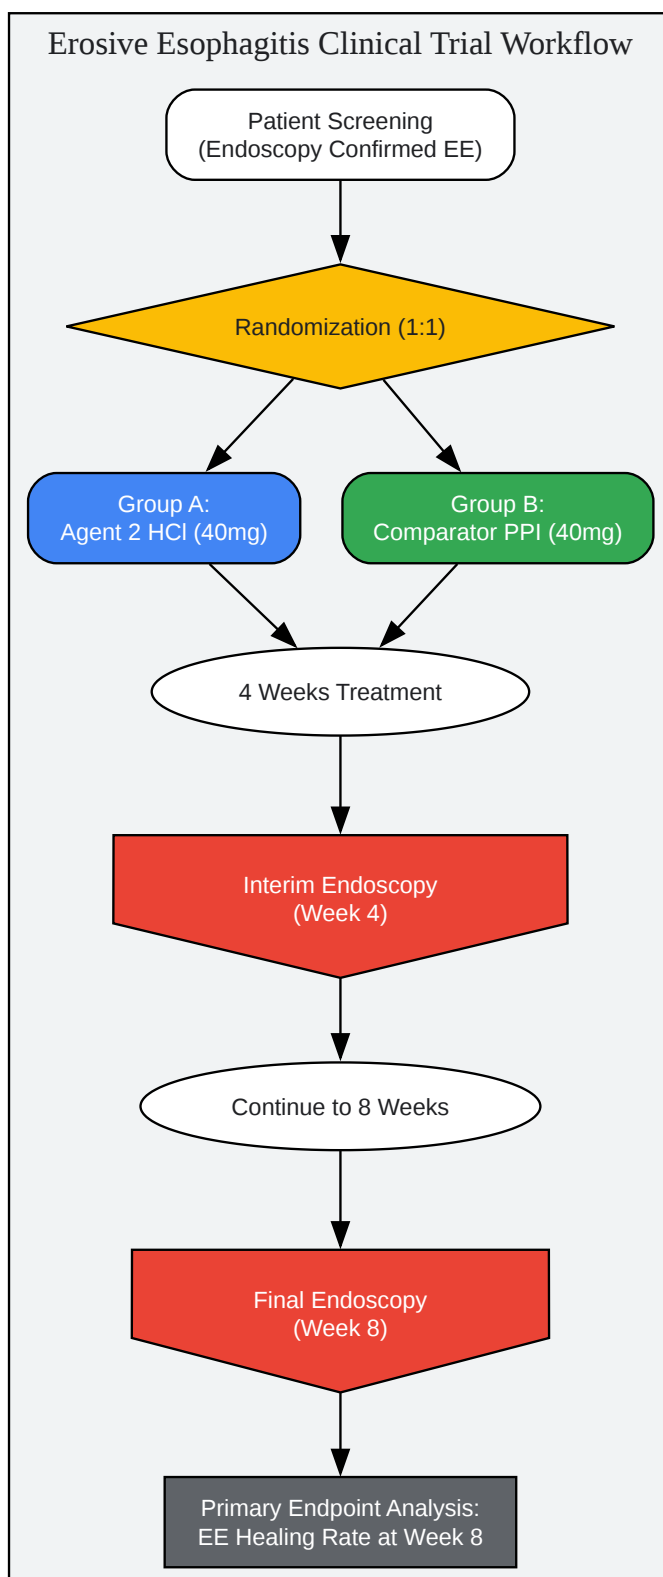 Erosive Esophagitis Clinical Trial Workflow
Patient Screening
(Endoscopy Confirmed EE)
Randomization (1:1)
Group A:
Agent 2 HCl (40mg)
Group B:
Comparator PPI (40mg)
4 Weeks Treatment
Interim Endoscopy
(Week 4)
Continue to 8 Weeks
Final Endoscopy
(Week 8)
Primary Endpoint Analysis:
EE Healing Rate at Week 8